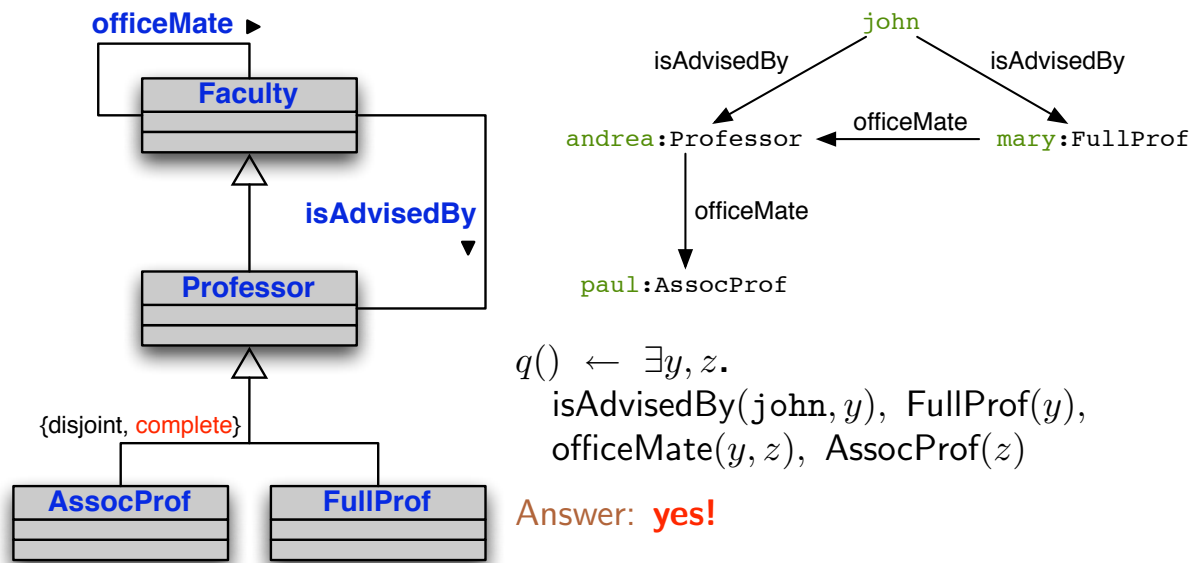 officeMate ▶
Faculty
isAdvisedBy
▼
Professor
{disjoint, complete}
AssocProf
FullProf
john
isAdvisedBy
isAdvisedBy
andrea:Professor
officeMate
mary:FullProf
officeMate
paul:AssocProf
q() ← ∃y, z.
isAdvisedBy(john, y), FullProf(y),
officeMate(y, z), AssocProf(z)
Answer: yes!